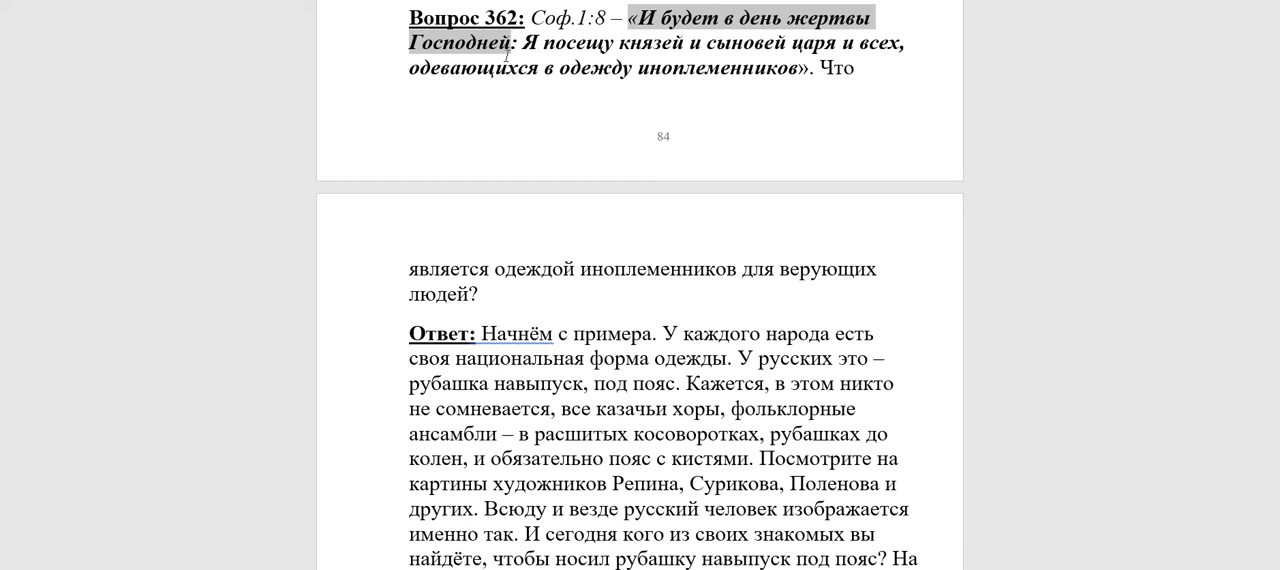 Вопрос 362: Соф.1:8 – «И будет в день жертвы
Господней: Я посещу князей и сыновей царя и всех,
одевающихся в одежду иноплеменников». Что
84
является одеждой иноплеменников для верующих
людей?
Ответ: Начнём с примера. У каждого народа есть
своя национальная форма одежды. У русских это –
рубашка навыпуск, под пояс. Кажется, в этом никто
не сомневается, все казачьи хоры, фольклорные
ансамбли – в расшитых косоворотках, рубашках до
колен, и обязательно пояс с кистями. Посмотрите на
картины художников Репина, Сурикова, Поленова и
других. Всюду и везде русский человек изображается
именно так. И сегодня кого из своих знакомых вы
найдёте, чтобы носил рубашку навыпуск под пояс? На